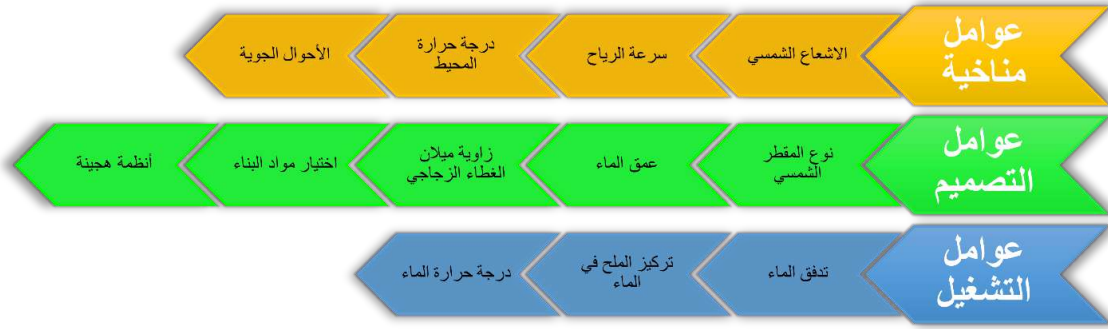 عوامل
مناخية
الاشعاع الشمسي
سرعة الرياح
درجة حرارة
المحيط
الأحوال الجوية
عوامل
التصميم
نوع المقطر
الشمسي
عمق الماء
زاوية ميلان
الغطاء الزجاجي
اختيار مواد البناء
أنظمة هجينة
عوامل
التشغيل
تدفق الماء
تركيز الملح في
الماء
درجة حرارة الماء